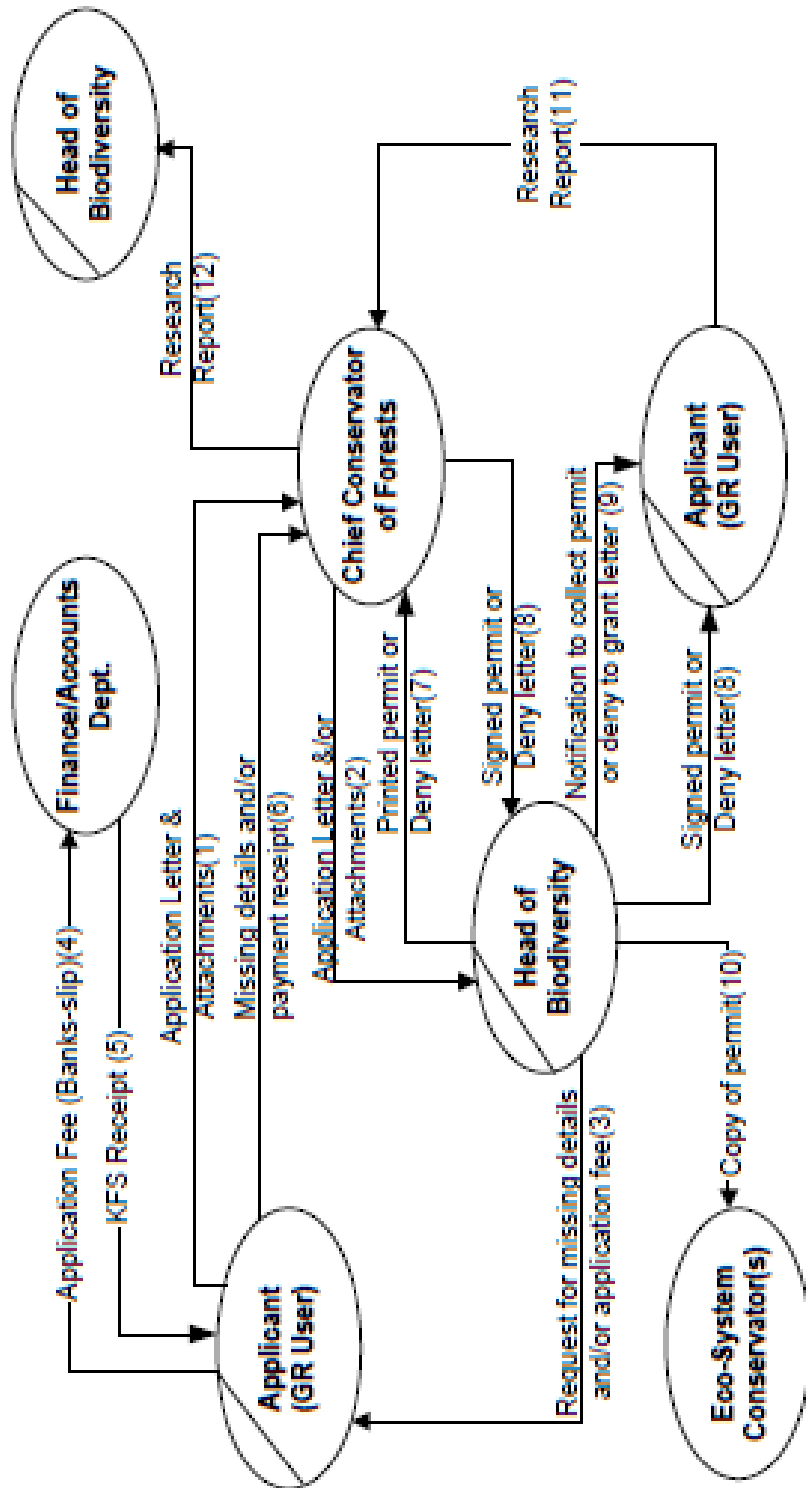 Application Fee (Banks-slip)(4)
KFS Receipt (5)
Finance/Accounts
Dept.
Head of
Biodiversity
Application Letter &
Attachments(1)
Research
Report(12)
Missing details and/or
payment receipt(6)
Applicant
(GR User)
Application Letter &/or
Attachments(2)
Chief Conservator
of Forests
Printed permit or
Deny letter(7)
Signed permit or
Deny letter(8)
Research
Report(11)
Head of
Biodiversity
Request for missing details
and/or application fee(3)
Notification to collect permit
or deny to grant letter (9)
Applicant
(GR User)
Signed permit or
Deny letter(8)
Copy of permit(10)
Eco-System
Conservator(s)